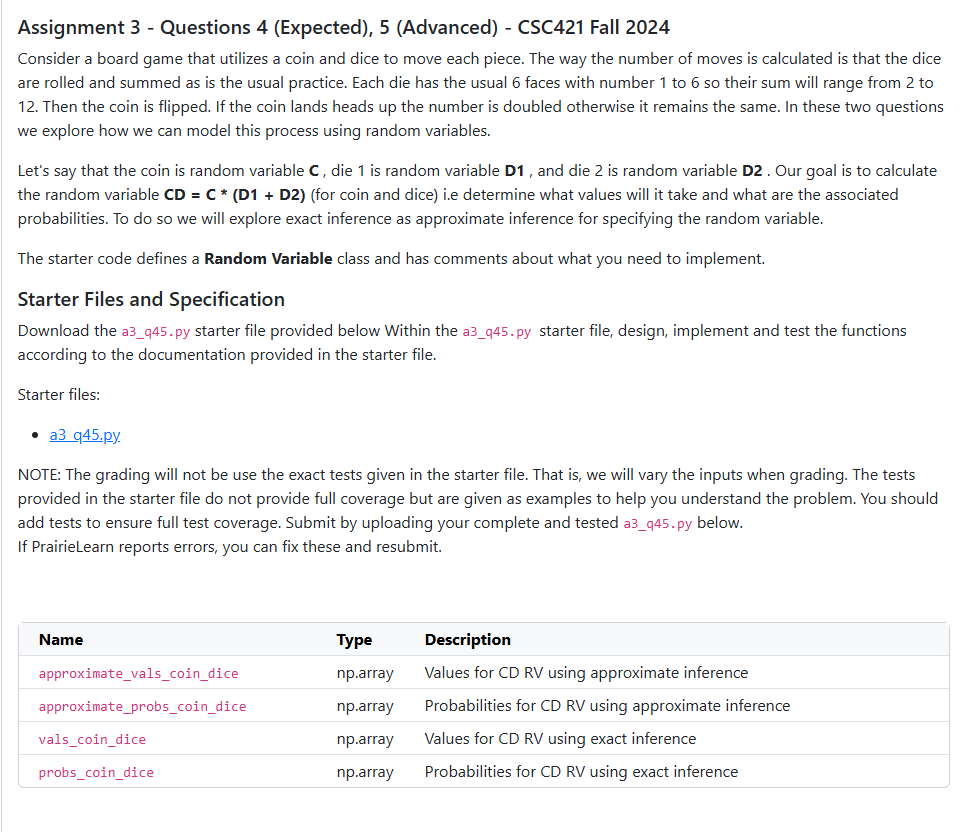 Assignment 3 - Questions 4 (Expected), 5 (Advanced) - CSC421 Fall 2024
Consider a board game that utilizes a coin and dice to move each piece. The way the number of moves is calculated is that the dice
are rolled and summed as is the usual practice. Each die has the usual 6 faces with number 1 to 6 so their sum will range from 2 to
12. Then the coin is flipped. If the coin lands heads up the number is doubled otherwise it remains the same. In these two questions
we explore how we can model this process using random variables.
Let's say that the coin is random variable C , die 1 is random variable D1 , and die 2 is random variable D2 . Our goal is to calculate
the random variable CD = C * (D1 + D2) (for coin and dice) i.e determine what values will it take and what are the associated
probabilities. To do so we will explore exact inference as approximate inference for specifying the random variable.
The starter code defines a Random Variable class and has comments about what you need to implement.
Starter Files and Specification
Download the a3_q45.py starter file provided below Within the a3_q45.py starter file, design, implement and test the functions
according to the documentation provided in the starter file.
Starter files:
• a3_q45.py
NOTE: The grading will not be use the exact tests given in the starter file. That is, we will vary the inputs when grading. The tests
provided in the starter file do not provide full coverage but are given as examples to help you understand the problem. You should
add tests to ensure full test coverage. Submit by uploading your complete and tested a3_q45.py below.
If PrairieLearn reports errors, you can fix these and resubmit.
Name Type Description
approximate_vals_coin_dice np.array Values for CD RV using approximate inference
approximate_probs_coin_dice np.array Probabilities for CD RV using approximate inference
vals_coin_dice np.array Values for CD RV using exact inference
probs_coin_dice np.array Probabilities for CD RV using exact inference